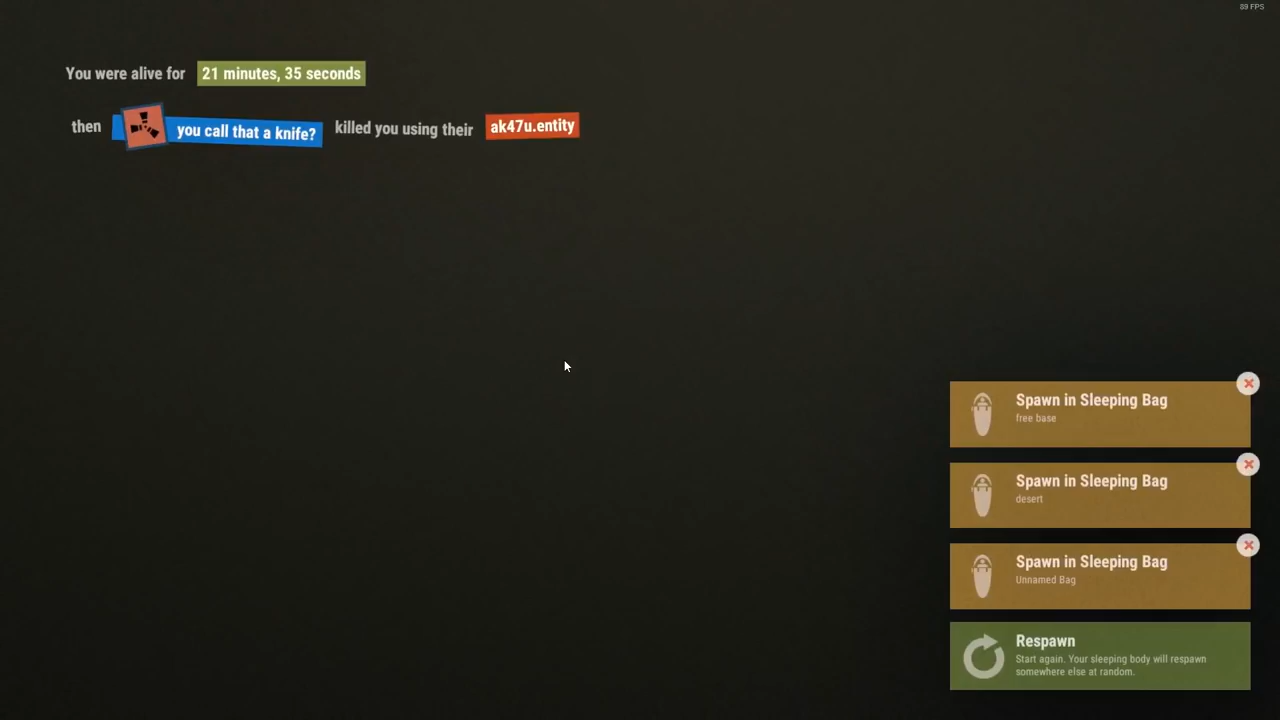 89 FPS
You were alive for 21 minutes, 35 seconds
then you call that a knife? killed you using their ak47u.entity
Spawn in Sleeping Bag
free base
Spawn in Sleeping Bag
desert
Spawn in Sleeping Bag
Unnamed Bag
Respawn
Start again. Your sleeping body will respawn
somewhere else at random.